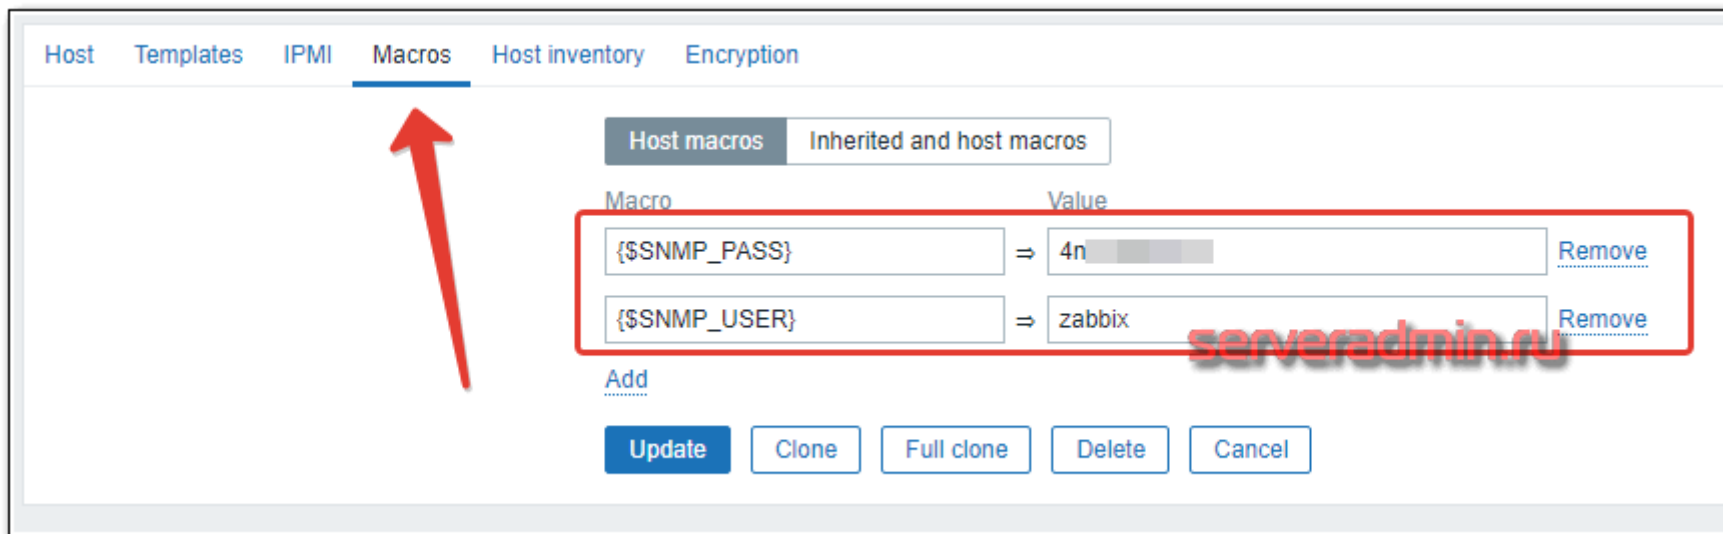 Host Templates IPMI Macros Host inventory Encryption
Host macros Inherited and host macros
Macro Value
{$SNMP_PASS} ⇒ 4n Remove
{$SNMP_USER} ⇒ zabbix Remove
serveradmin.ru
Add
Update Clone Full clone Delete Cancel